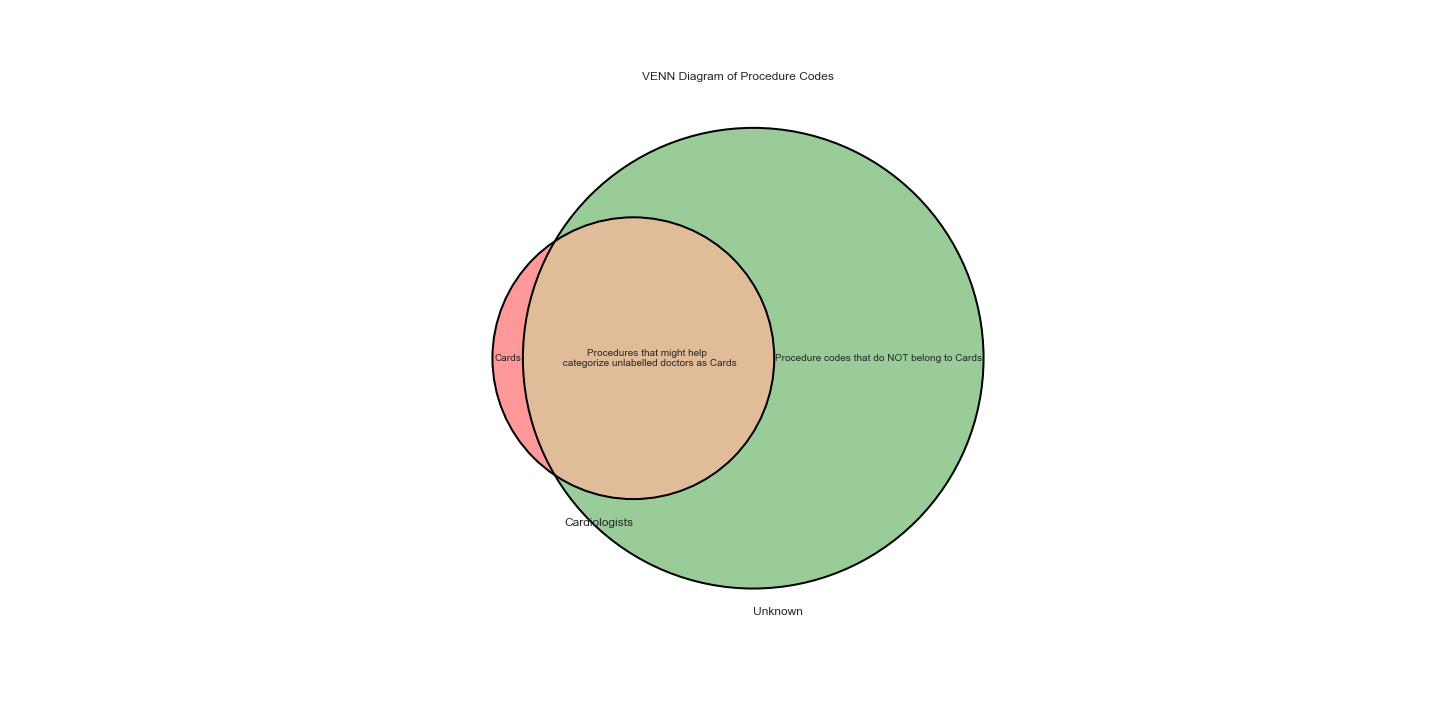 VENN Diagram of Procedure Codes
Cards
Procedures that might help
categorize unlabelled doctors as Cards
Procedure codes that do NOT belong to Cards
Cardiologists
Unknown